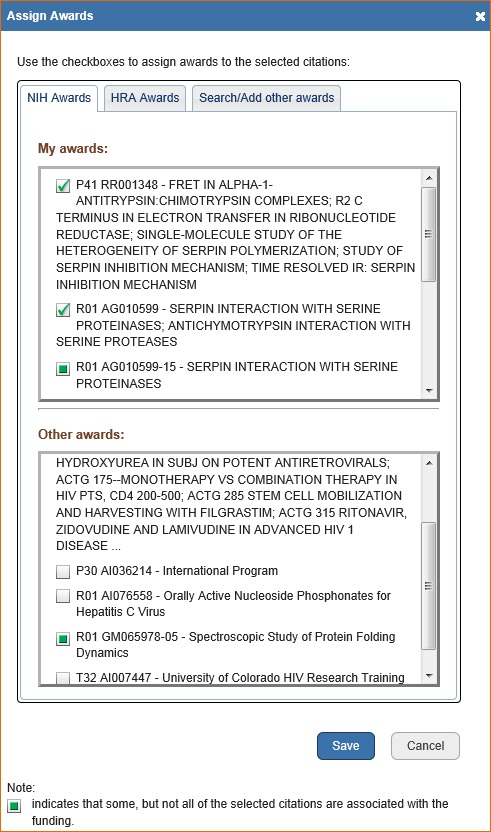 Assign Awards
Use the checkboxes to assign awards to the selected citations:
NIH Awards
HRA Awards
Search/Add other awards
My awards:
P41 RR001348 - FRET IN ALPHA-1-
ANTITRYPSIN:CHIMOTRYPSIN COMPLEXES; R2 C
TERMINUS IN ELECTRON TRANSFER IN RIBONUCLEOTIDE
REDUCTASE; SINGLE-MOLECULE STUDY OF THE
HETEROGENEITY OF SERPIN POLYMERIZATION; STUDY OF
SERPIN INHIBITION MECHANISM; TIME RESOLVED IR: SERPIN
INHIBITION MECHANISM
R01 AG010599 - SERPIN INTERACTION WITH SERINE
PROTEINASES; ANTICHYMOTRYPSIN INTERACTION WITH
SERINE PROTEASES
R01 AG010599-15 - SERPIN INTERACTION WITH SERINE
PROTEINASES
Other awards:
HYDROXYUREA IN SUBJ ON POTENT ANTIRETROVIRALS;
ACTG 175--MONOTHERAPY VS COMBINATION THERAPY IN
HIV PTS, CD4 200-500; ACTG 285 STEM CELL MOBILIZATION
AND HARVESTING WITH FILGRASTIM; ACTG 315 RITONAVIR,
ZIDOVUDINE AND LAMIVUDINE IN ADVANCED HIV 1
DISEASE ...
P30 AI036214 - International Program
R01 AI076558 - Orally Active Nucleoside Phosphonates for
Hepatitis C Virus
R01 GM065978-05 - Spectroscopic Study of Protein Folding
Dynamics
T32 AI007447 - University of Colorado HIV Research Training
Save
Cancel
Note:
indicates that some, but not all of the selected citations are associated with the
funding.